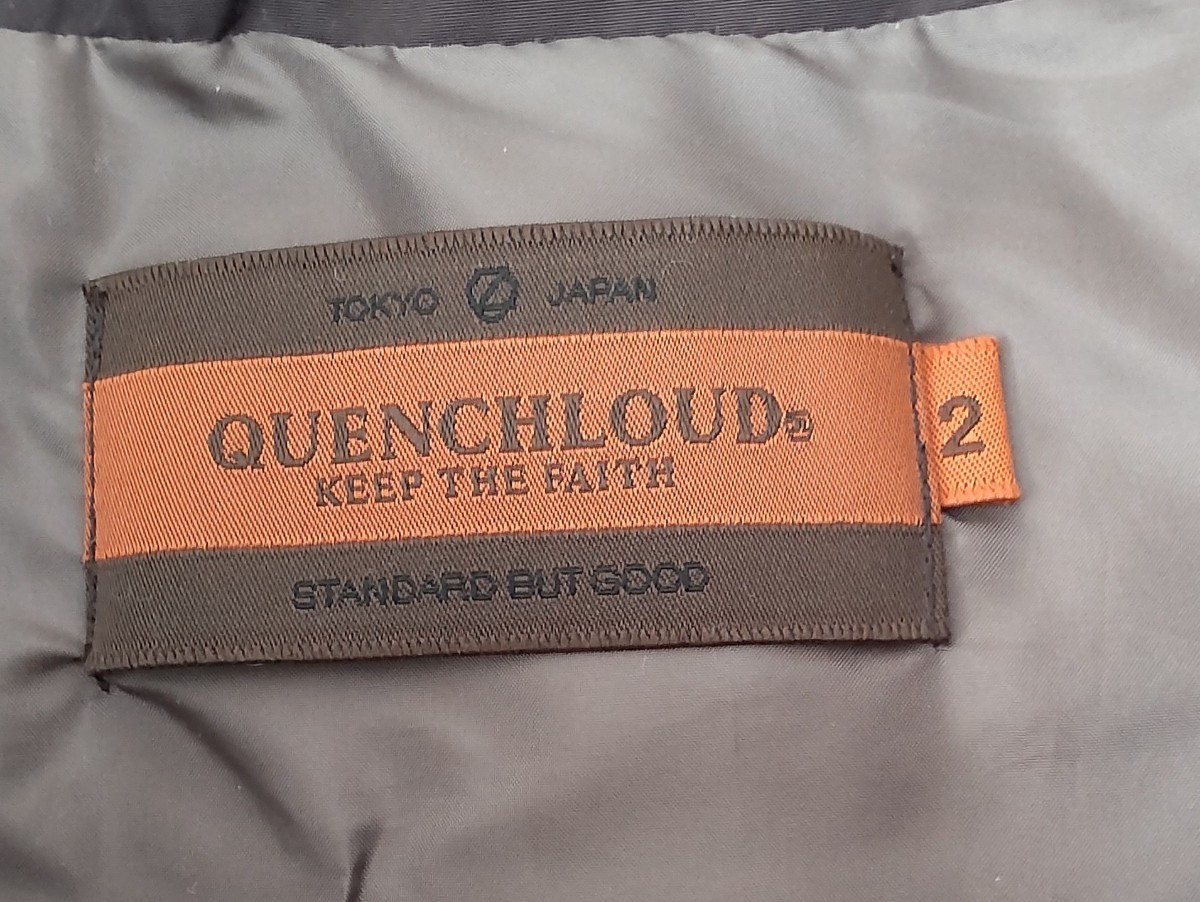 TOKYO JAPAN
QUENCHLOUD®
KEEP THE FAITH
STANDARD BUT GOOD
2